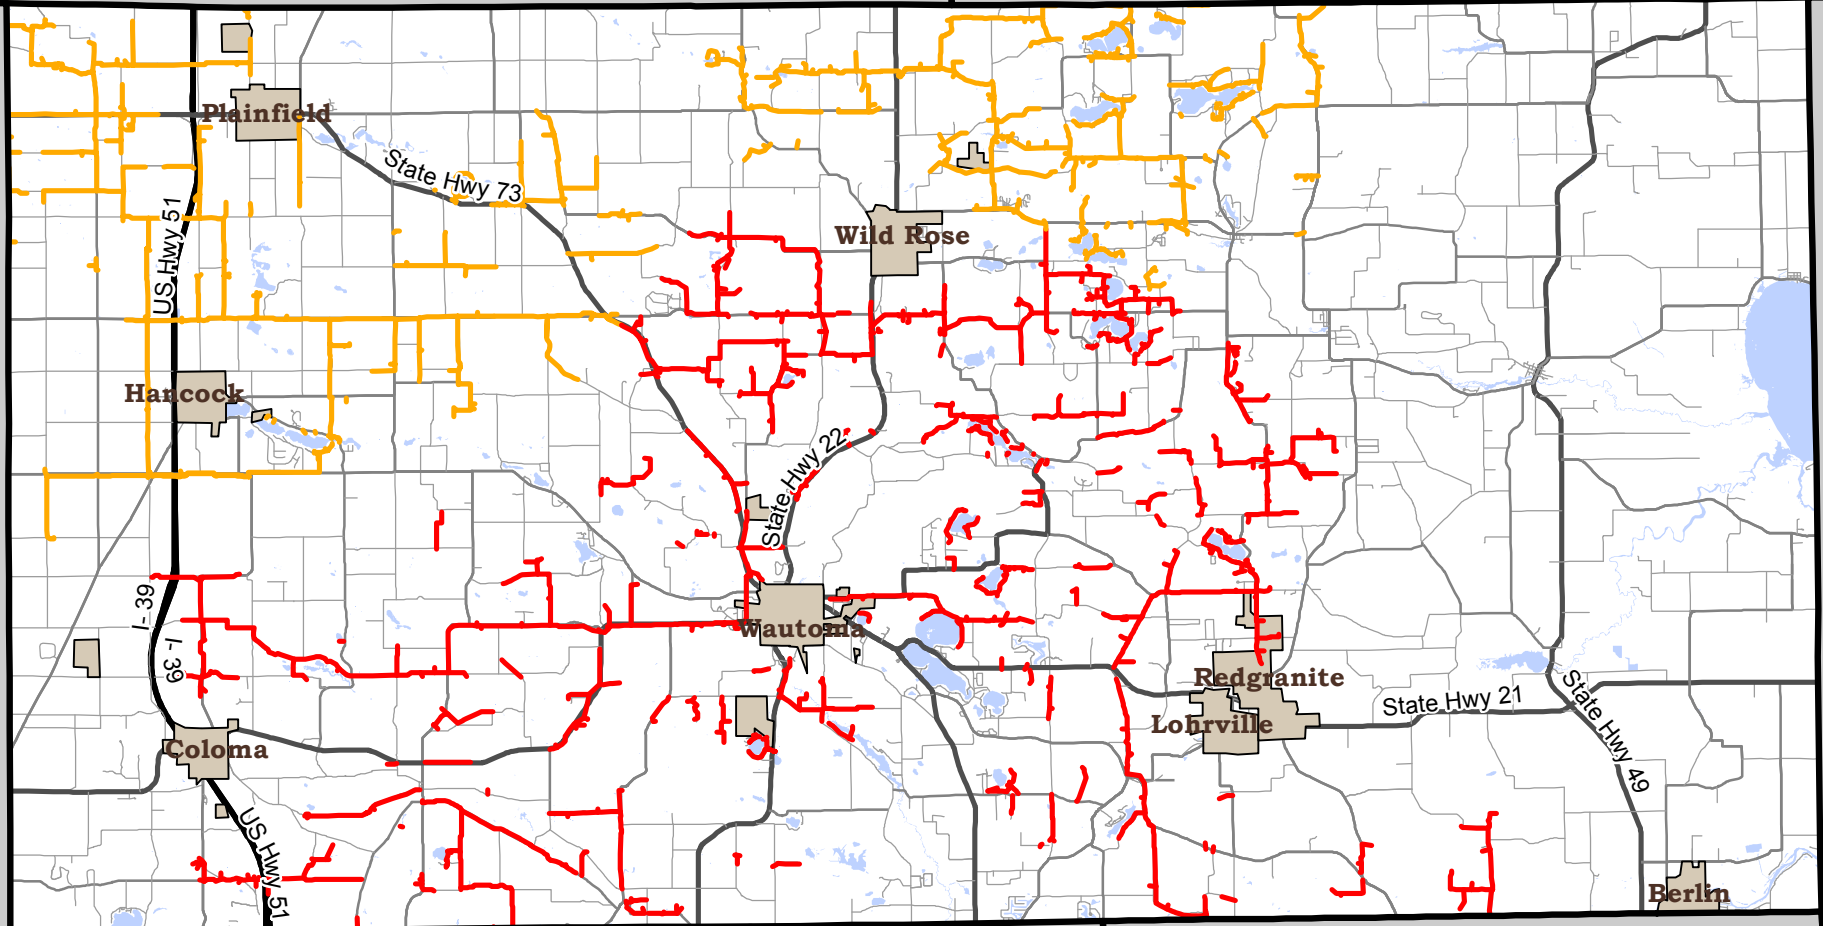 Plainfield
State Hwy 73
US Hwy 51
Wild Rose
Hancock
State Hwy 22
I-39
I-39
Wautoma
Redgranite
State Hwy 21
Lohrville
State Hwy 49
Coloma
US Hwy 51
Berlin